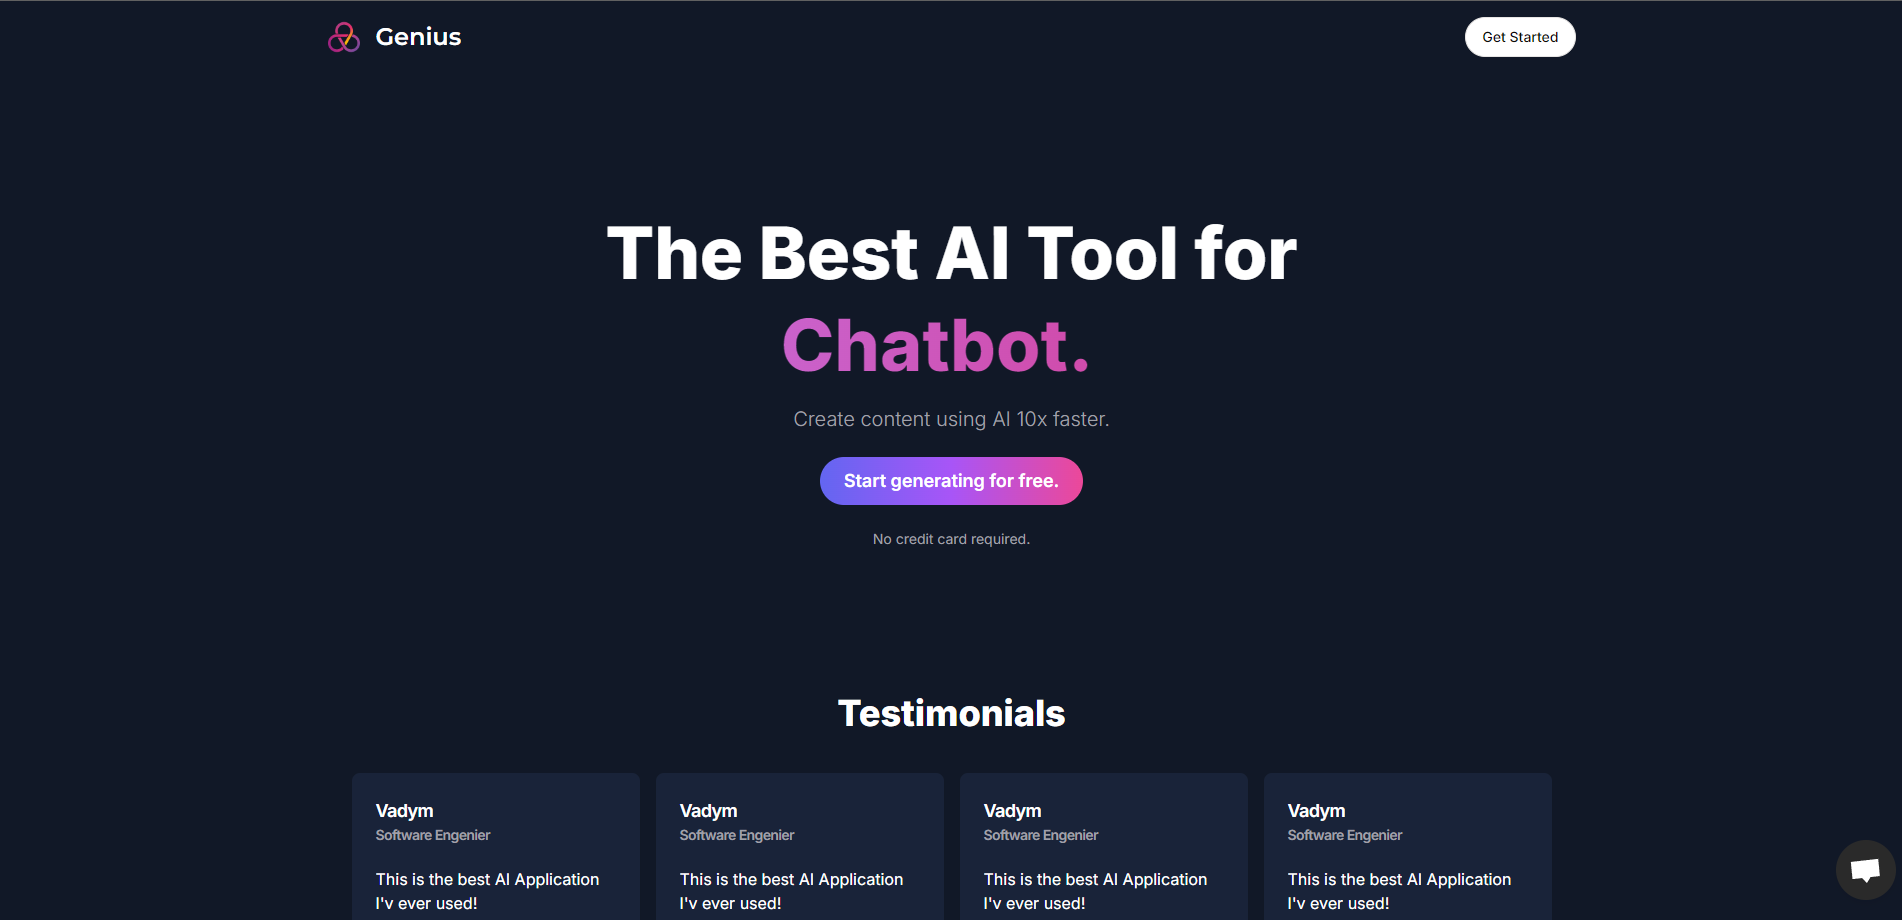 Genius
Get Started
The Best AI Tool for
Chatbot.
Create content using AI 10x faster.
Start generating for free.
No credit card required.
Testimonials
Vadym
Software Engenier
This is the best AI Application
I'v ever used!
Vadym
Software Engenier
This is the best AI Application
I'v ever used!
Vadym
Software Engenier
This is the best AI Application
I'v ever used!
Vadym
Software Engenier
This is the best AI Application
I'v ever used!